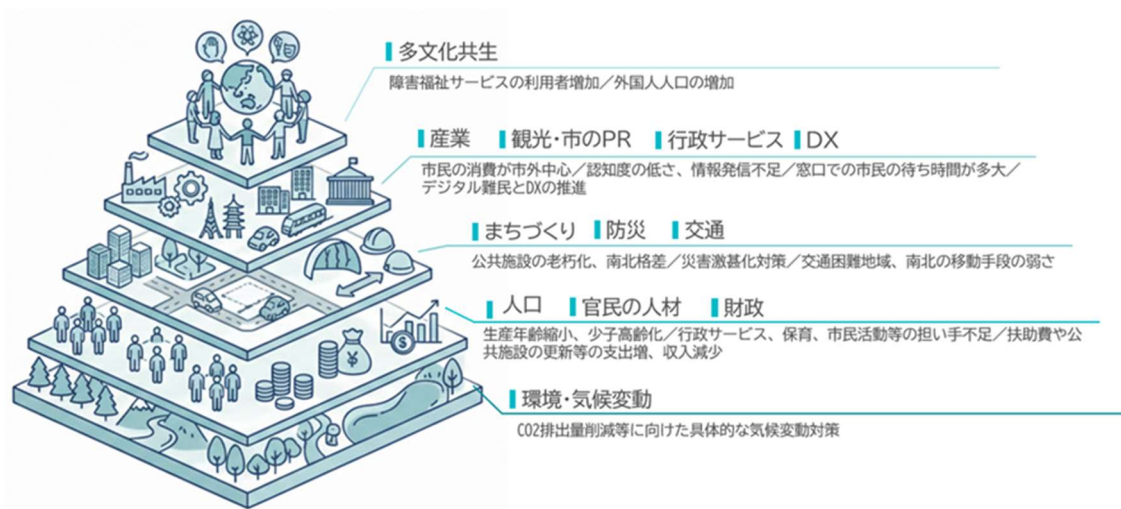 多文化共生
障害福祉サービスの利用者増加／外国人人口の増加
産業 観光・市のPR 行政サービス DX
市民の消費が市外中心／認知度の低さ、情報発信不足／窓口での市民の待ち時間が多大／
デジタル難民とDXの推進
まちづくり 防災 交通
公共施設の老朽化、南北格差／災害激甚化対策／交通困難地域、南北の移動手段の弱さ
人口 官民の人材 財政
生産年齢縮小、少子高齢化／行政サービス、保育、市民活動等の担い手不足／扶助費や公
共施設の更新等の支出増、収入減少
¥
$
環境・気候変動
CO2排出量削減等に向けた具体的な気候変動対策